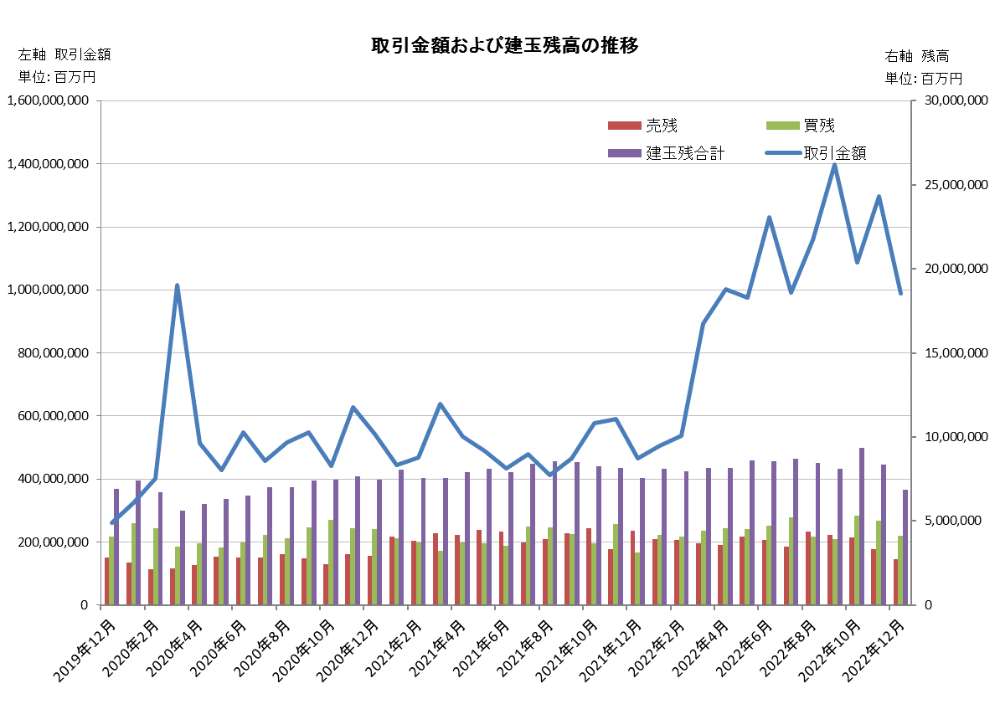 取引金額および建玉残高の推移
左軸 取引金額
単位: 百万円
右軸 残高
単位: 百万円
1,600,000,000
1,400,000,000
1,200,000,000
1,000,000,000
800,000,000
600,000,000
400,000,000
200,000,000
0
売残
買残
建玉残合計
取引金額
30,000,000
25,000,000
20,000,000
15,000,000
10,000,000
5,000,000
0
2019年12月
2020年2月
2020年4月
2020年6月
2020年8月
2020年10月
2020年12月
2021年2月
2021年4月
2021年6月
2021年8月
2021年10月
2021年12月
2022年2月
2022年4月
2022年6月
2022年8月
2022年10月
2022年12月